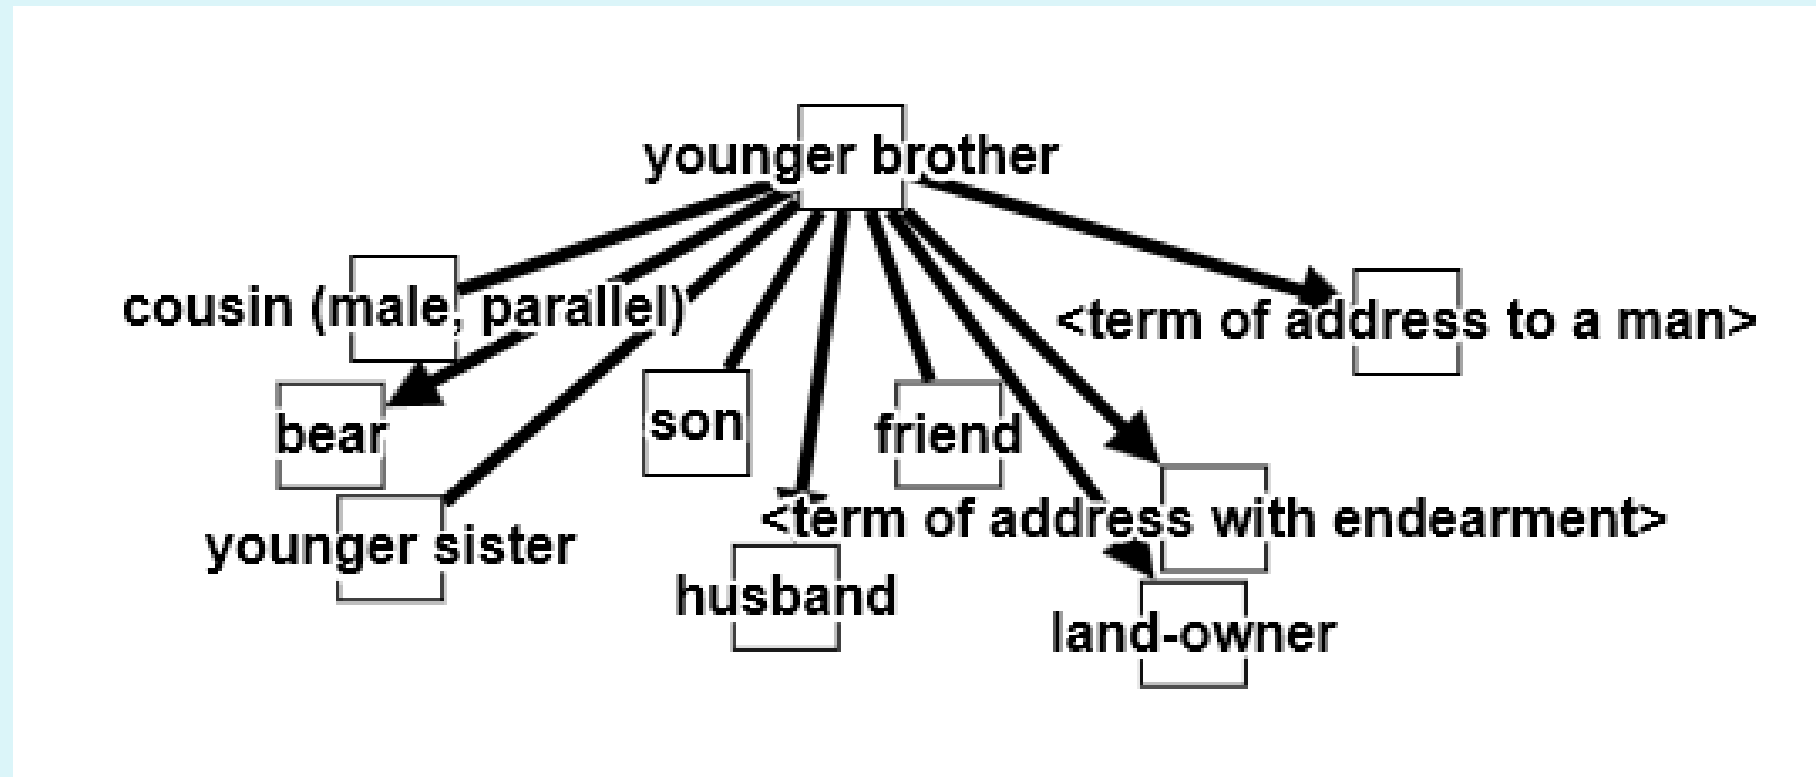 younger brother
cousin (male, parallel)
<term of address to a man>
bear
son
friend
<term of address with endearment>
younger sister
husband
land-owner